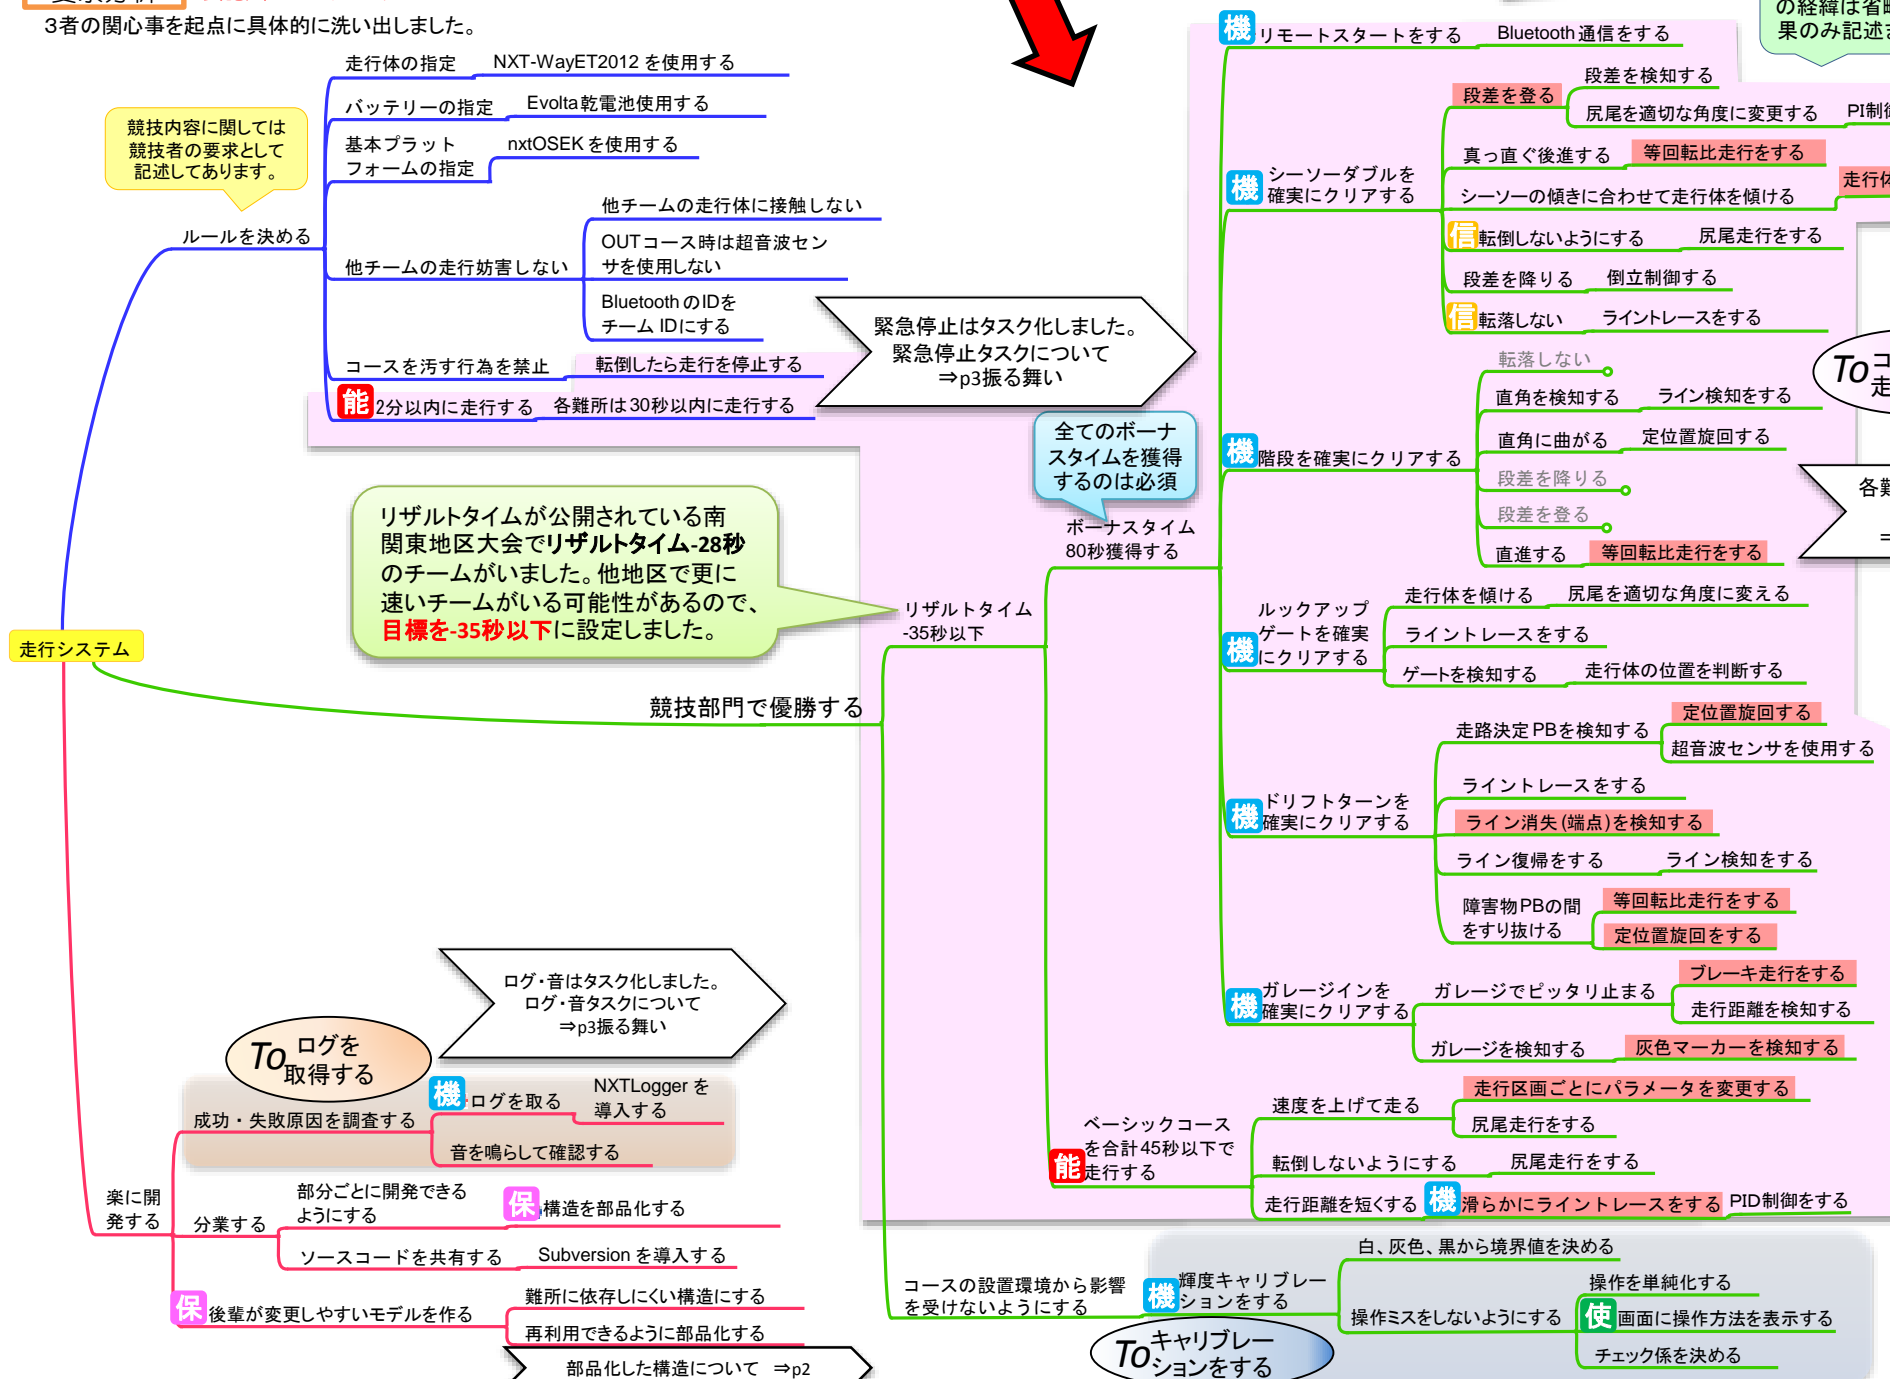 3者の関心事を起点に具体的に洗い出しました。
の経緯は省略
果のみ記述
競技内容に関しては
競技者の要求として
記述してあります。
走行システム
ルールを決める
走行体の指定
NXT-WayET2012 を使用する
バッテリーの指定
Evolta乾電池使用する
基本プラット
フォームの指定
nxtOSEK を使用する
他チームの走行妨害しない
他チームの走行体に接触しない
OUTコース時は超音波セン
サを使用しない
BluetoothのIDを
チーム IDにする
コースを汚す行為を禁止
転倒したら走行を停止する
能
2分以内に走行する
各難所は30秒以内に走行する
緊急停止はタスク化しました。
緊急停止タスクについて
⇒p3振る舞い
リザルトタイムが公開されている南
関東地区大会でリザルトタイム-28秒
のチームがいました。他地区で更に
速いチームがいる可能性があるので、
目標を-35秒以下に設定しました。
競技部門で優勝する
リザルトタイム
-35秒以下
全てのボーナ
スタイムを獲得
するのは必須
ボーナスタイム
80秒獲得する
機
リモートスタートをする
Bluetooth通信をする
機
シーソーダブルを
確実にクリアする
段差を登る
段差を検知する
尻尾を適切な角度に変更する
PI制御
真っ直ぐ後進する
等回転比走行をする
シーソーの傾きに合わせて走行体を傾ける
走行体
信
転倒しないようにする
尻尾走行をする
段差を降りる
倒立制御する
信
転落しない
ライントレースをする
機
階段を確実にクリアする
転落しない
直角を検知する
ライン検知をする
直角に曲がる
定位置旋回する
段差を降りる
段差を登る
直進する
等回転比走行をする
To
コ
走
各難
⇒
機
ルックアップ
ゲートを確実
にクリアする
走行体を傾ける
尻尾を適切な角度に変える
ライントレースをする
ゲートを検知する
走行体の位置を判断する
機
ドリフトターンを
確実にクリアする
走路決定 PBを検知する
定位置旋回する
超音波センサを使用する
ライントレースをする
ライン消失(端点)を検知する
ライン復帰をする
ライン検知をする
障害物PBの間
をすり抜ける
等回転比走行をする
定位置旋回をする
機
ガレージインを
確実にクリアする
ガレージでピッタリ止まる
ブレーキ走行をする
走行距離を検知する
ガレージを検知する
灰色マーカーを検知する
能
ベーシックコース
を合計45秒以下で
走行する
速度を上げて走る
走行区画ごとにパラメータを変更する
尻尾走行をする
転倒しないようにする
尻尾走行をする
走行距離を短くする
機
滑らかにライントレースをする
PID制御をする
コースの設置環境から影響
を受けないようにする
機
輝度キャリブレー
ションをする
白、灰色、黒から境界値を決める
操作ミスをしないようにする
操作を単純化する
使
画面に操作方法を表示する
チェック係を決める
To
キャリブレー
ションをする
ログ・音はタスク化しました。
ログ・音タスクについて
⇒p3振る舞い
To
ログを
取得する
楽に開
発する
成功・失敗原因を調査する
機
ログを取る
NXTLogger を
導入する
音を鳴らして確認する
分業する
部分ごとに開発できる
ようにする
保
構造を部品化する
ソースコードを共有する
Subversion を導入する
保
後輩が変更しやすいモデルを作る
難所に依存しにくい構造にする
再利用できるように部品化する
部品化した構造について ⇒p2